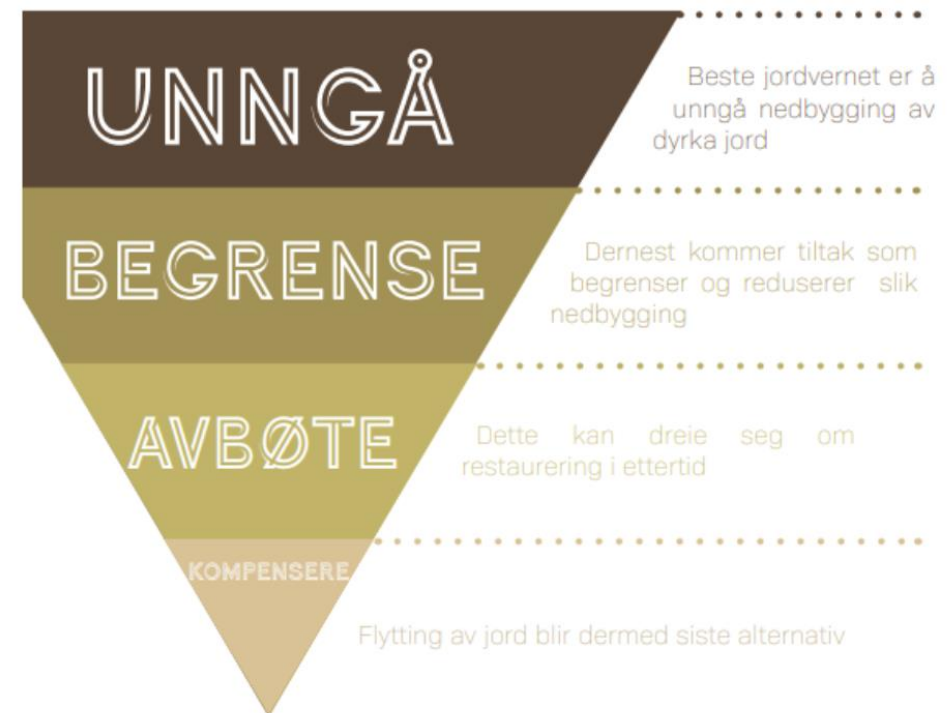 UNNGÅ
Beste jordvernet er å
unngå nedbygging av
dyrka jord
BEGRENSE
Dernest kommer tiltak som
begrenser og reduserer slik
nedbygging
AVBØTE
Dette kan dreie seg om
restaurering i ettertid
KOMPENSERE
Flytting av jord blir dermed siste alternativ